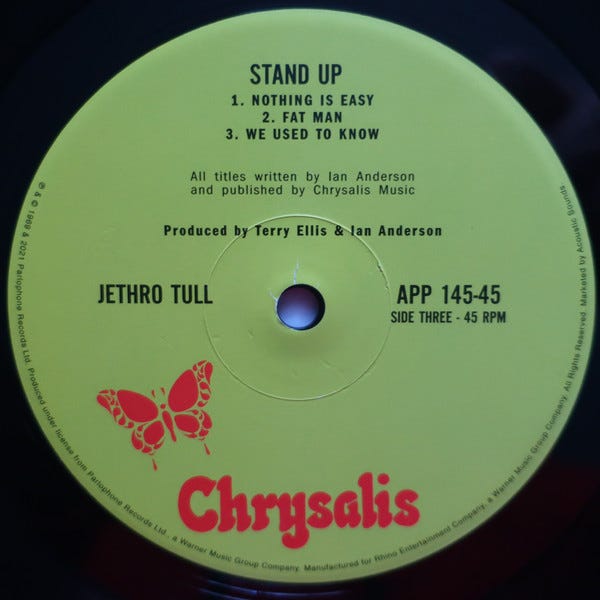 STAND UP
1. NOTHING IS EASY
2. FAT MAN
3. WE USED TO KNOW
All titles written by Ian Anderson
and published by Chrysalis Music
Produced by Terry Ellis & Ian Anderson
JETHRO TULL
APP 145-45
SIDE THREE - 45 RPM
Chrysalis
℗ & © 1969 & 2021 Parlophone Records Ltd. Produced under license from Parlophone Records Ltd., a Warner Music Group Company. Manufactured for Rhino Entertainment Company, a Warner Music Group Company. All Rights Reserved. Marketed by Acoustic Sounds